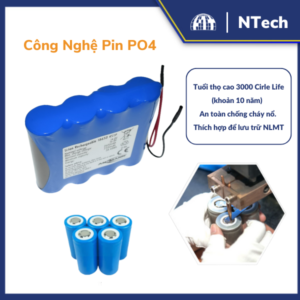 NTech
Công Nghệ Pin PO4
Tuổi thọ cao 3000 Cirle Life
(khoản 10 năm)
An toàn chống cháy nổ.
Thích hợp để lưu trữ NLMT